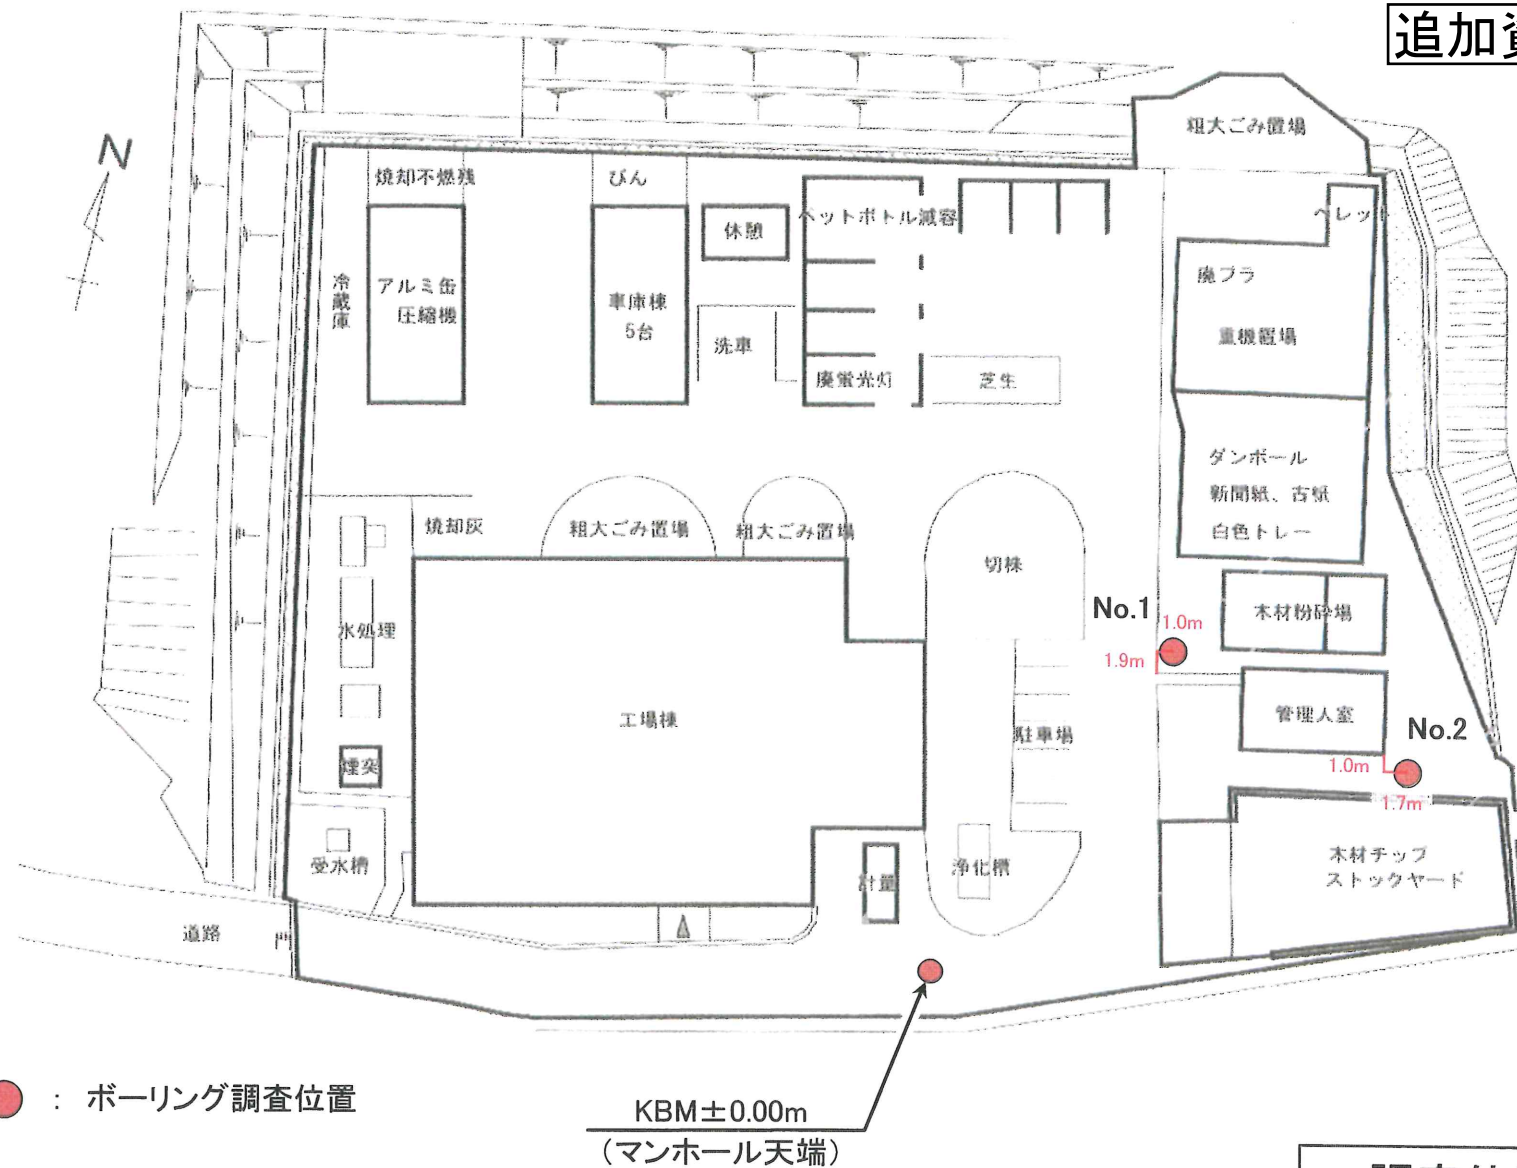 追加
N
粗大ごみ置場
焼却不燃残
びん
ペットボトル減容
ペレット
休憩
冷蔵庫
アルミ缶
圧縮機
車庫棟
5台
洗車
廃蛍光灯
芝生
廃プラ
重機置場
ダンボール
新聞紙、古紙
白色トレー
焼却灰
粗大ごみ置場
粗大ごみ置場
切株
No.1
1.0m
1.9m
木材粉砕場
水処理
工場棟
駐車場
管理人室
No.2
1.0m
1.7m
煙突
受水槽
計量
浄化槽
木材チップ
ストックヤード
道路
門
： ボーリング調査位置
KBM±0.00m
（マンホール天端）